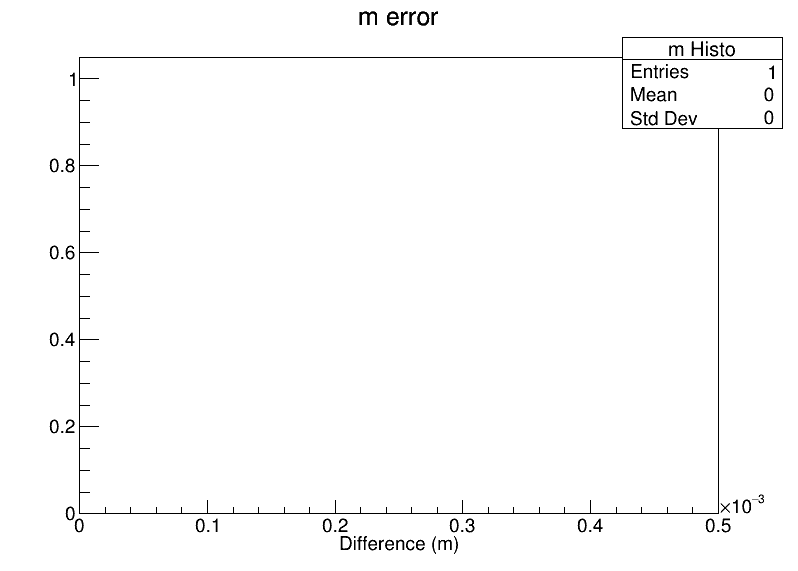 m error
m Histo
Entries 1
Mean 0
Std Dev 0
1
0.8
0.6
0.4
0.2
0
0 0.1 0.2 0.3 0.4 0.5
×10⁻³
Difference (m)